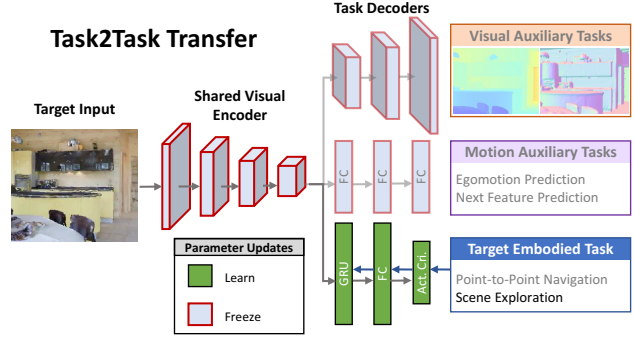 Task2Task Transfer
Task Decoders
Visual Auxiliary Tasks
Target Input
Shared Visual
Encoder
FC
FC
FC
Motion Auxiliary Tasks
Egomotion Prediction
Next Feature Prediction
Parameter Updates
Learn
Freeze
GRU
FC
Act. Cri.
Target Embodied Task
Point-to-Point Navigation
Scene Exploration